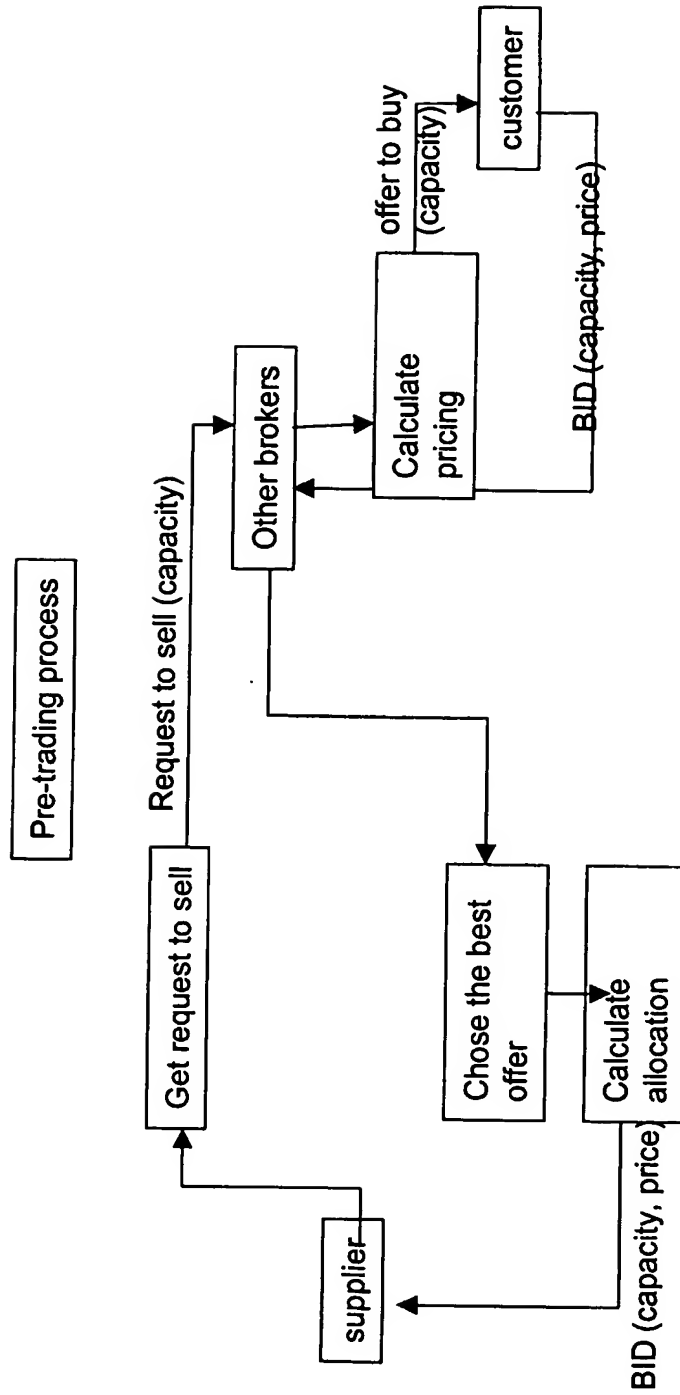 Pre-trading process
Get request to sell
Request to sell (capacity)
Other brokers
supplier
Calculate
pricing
offer to buy
(capacity)
customer
Chose the best
offer
Calculate
allocation
BID (capacity, price)
BID (capacity, price)